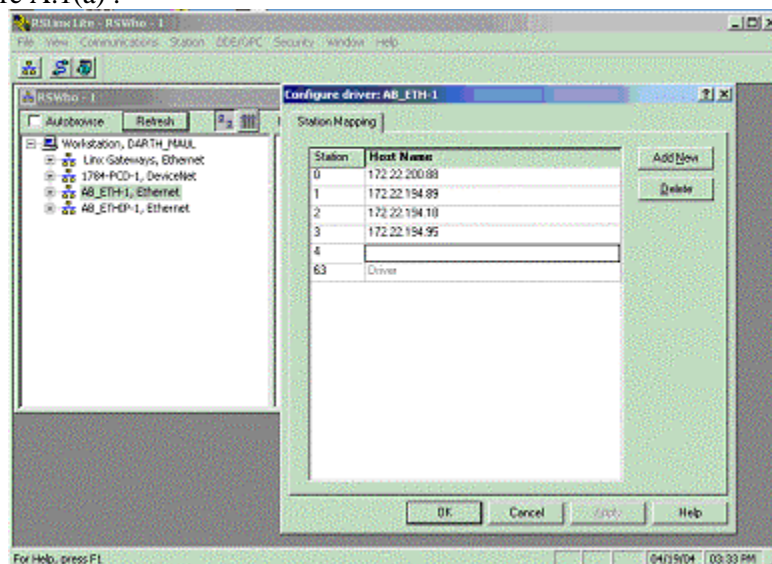 re A.1(a) .
RSLinx Lite - RSWho - 1
File View Communications Station DDE/OPC Security Window Help
RSWho - 1
Configure driver: AB_ETH-1
Autobrowse Refresh
Station Mapping
Workstation, DARTH_MAUL
Linx Gateways, Ethernet
1784-PCD-1, DeviceNet
AB_ETH-1, Ethernet
AB_ETHIP-1, Ethernet
Station Host Name
0 172.22.200.88
1 172.22.194.89
2 172.22.194.18
3 172.22.194.95
4
63 Driver
Add New
Delete
OK Cancel Apply Help
For Help, press F1 04/19/04 03:33 PM